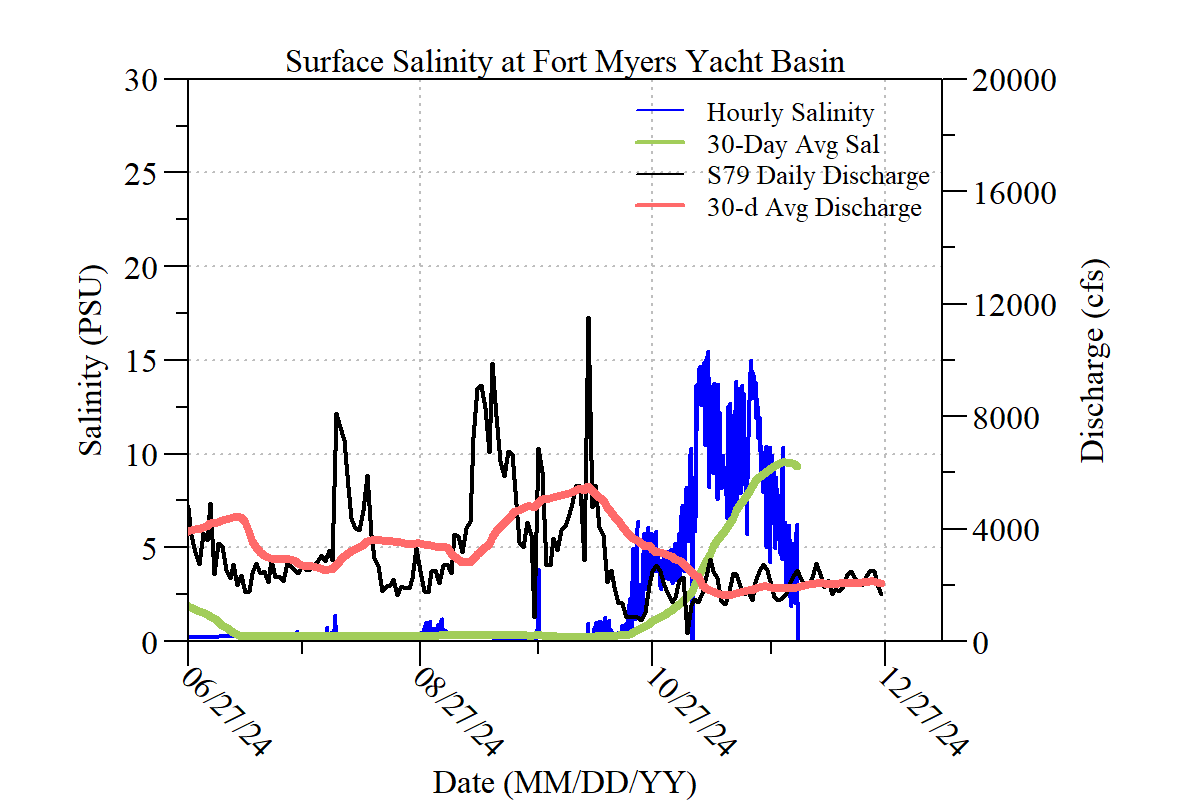 Surface Salinity at Fort Myers Yacht Basin
30
25
20
15
10
5
0
Salinity (PSU)
Hourly Salinity
30-Day Avg Sal
S79 Daily Discharge
30-d Avg Discharge
20000
16000
12000
8000
4000
0
Discharge (cfs)
06/27/24
08/27/24
10/27/24
12/27/24
Date (MM/DD/YY)